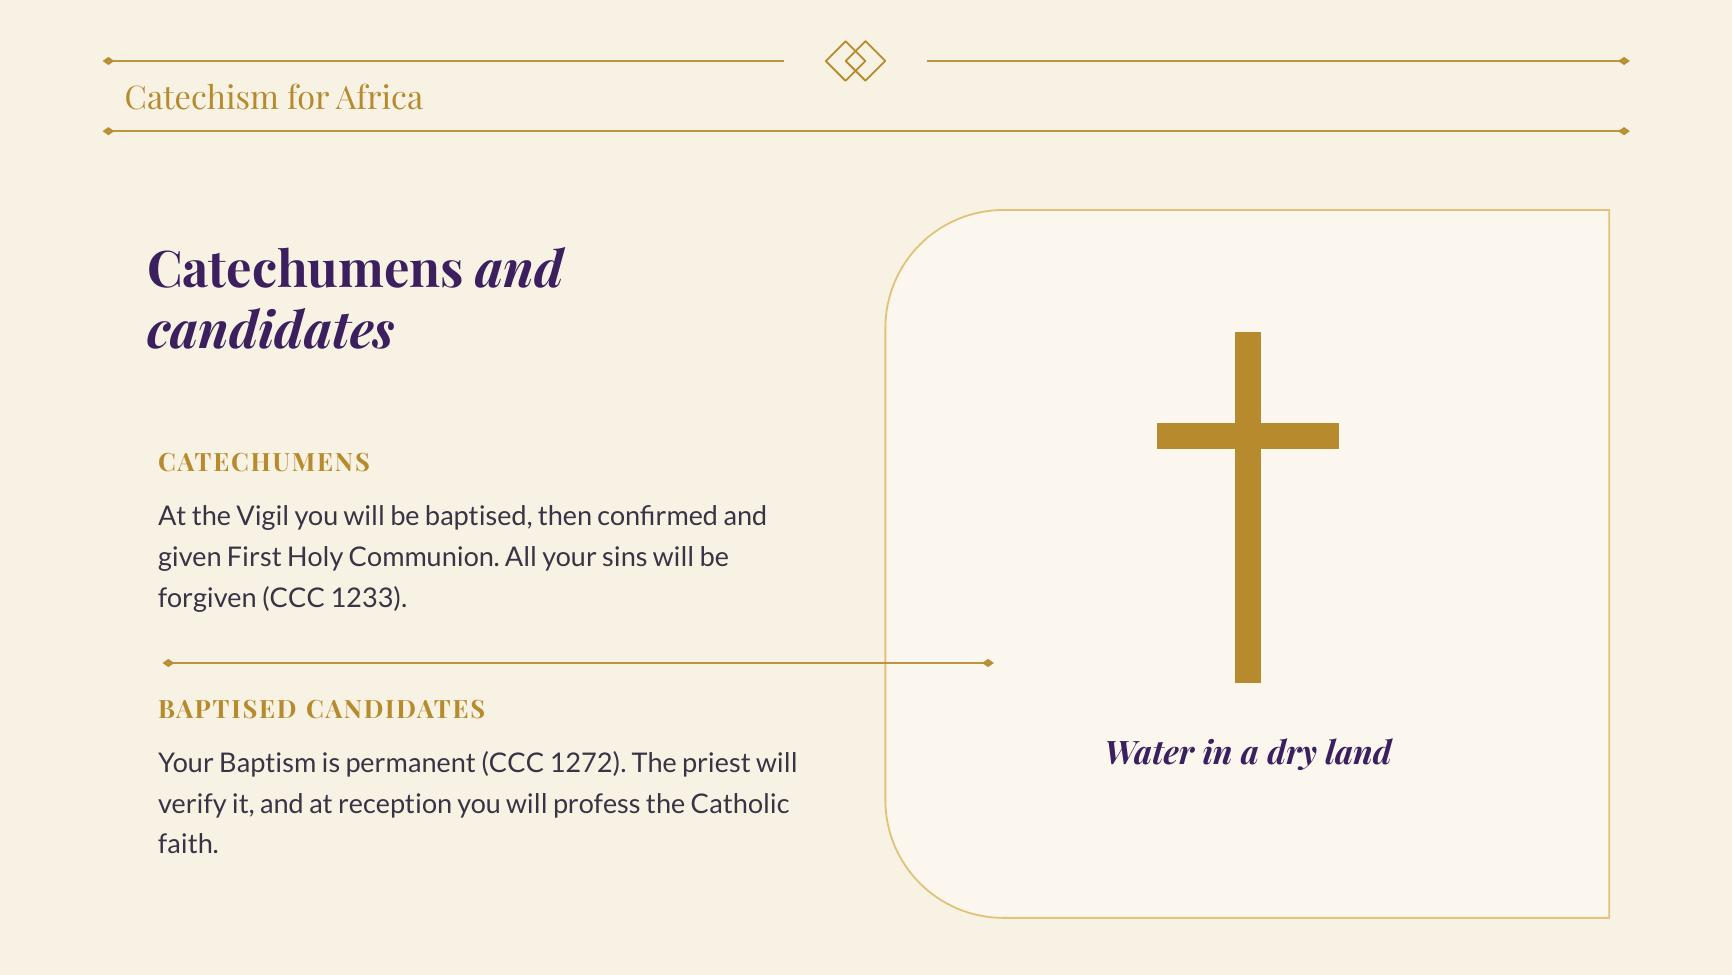 Catechism for Africa
Catechumens and
candidates
CATECHUMENS
At the Vigil you will be baptised, then confirmed and
given First Holy Communion. All your sins will be
forgiven (CCC 1233).
BAPTISED CANDIDATES
Your Baptism is permanent (CCC 1272). The priest will
verify it, and at reception you will profess the Catholic
faith.
Water in a dry land